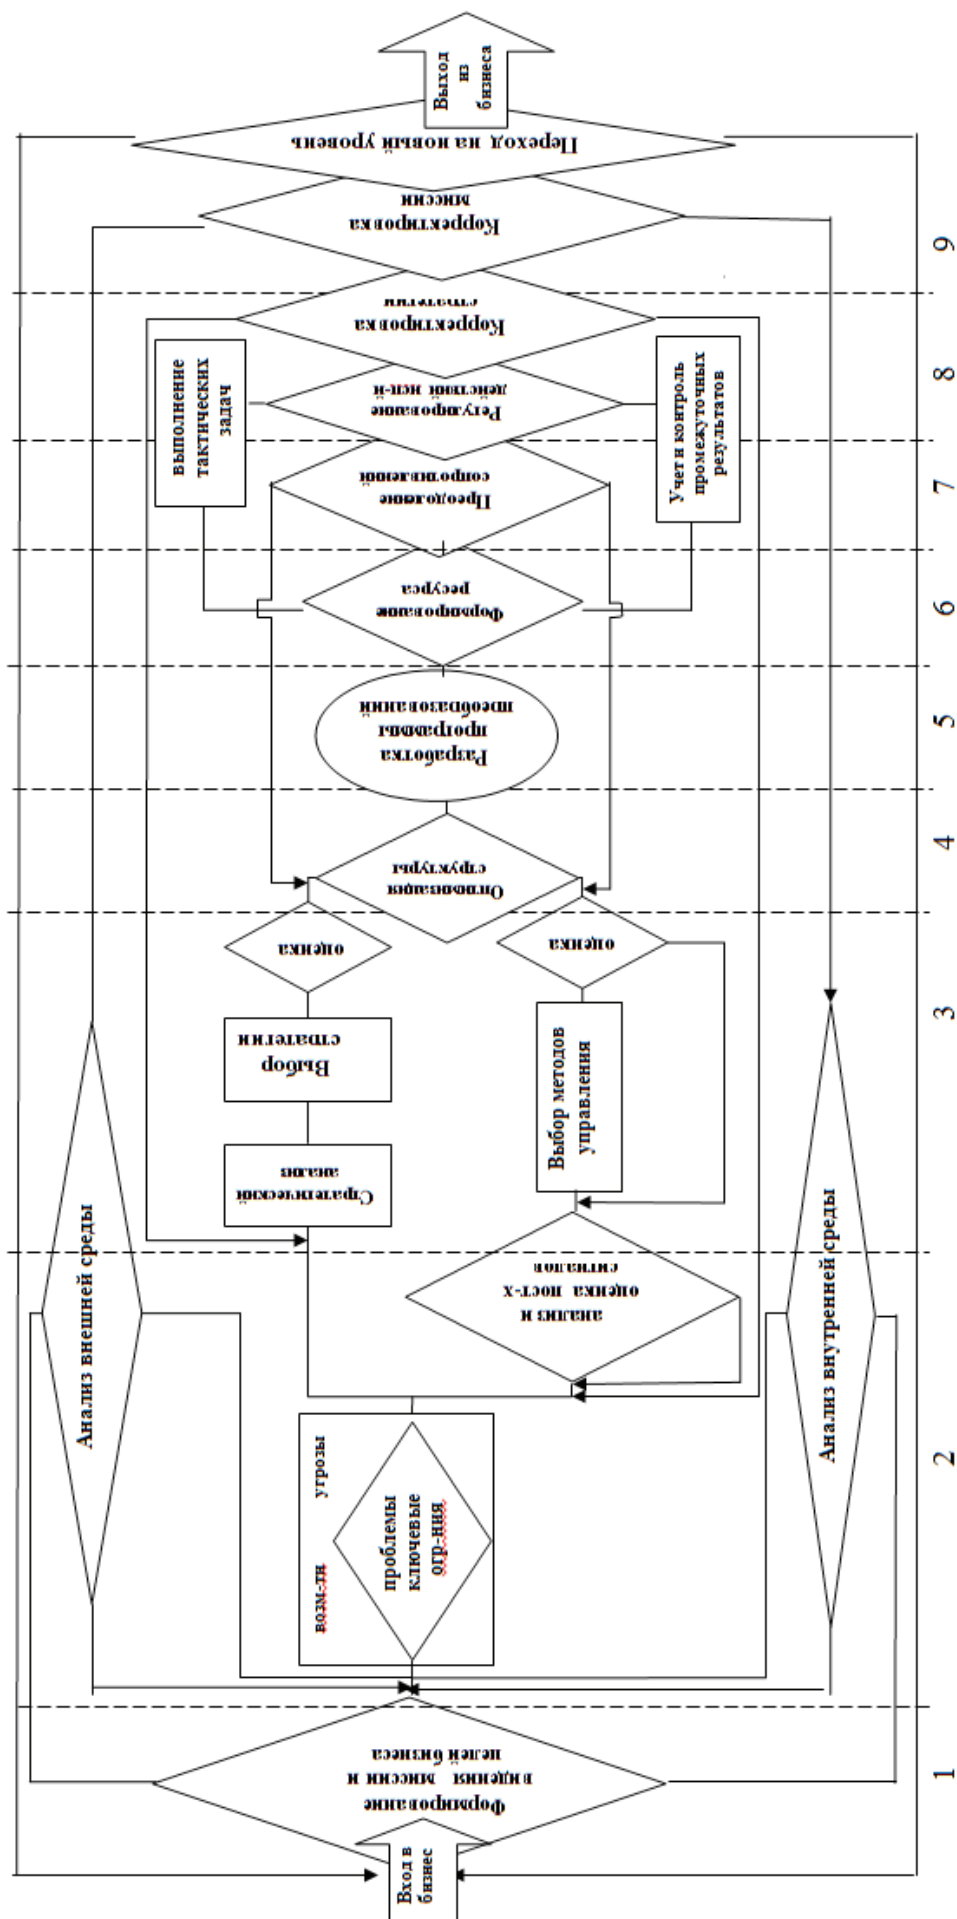 Выход
из
бизнеса
Переход на новый уровень
Корректировка
миссии
9
Корректировка
стратегии
выполнение
тактических
задач
Регулирование
действий исп-й
Учет и контроль
промежуточных
результатов
8
Преодоление
сопротивлений
7
Формирование
ресурса
6
Разработка
программы
преобразований
5
Оптимизация
структуры
4
оценка
оценка
Выбор
стратегии
Выбор методов
управления
3
Стратегический
анализ
Анализ внешней среды
анализ и
оценка пост-х
сигналов
Анализ внутренней среды
возм-ти угрозы
проблемы
ключевые
огр-ния
2
Формирование
видения миссии и
целей бизнеса
1
Вход в
бизнес